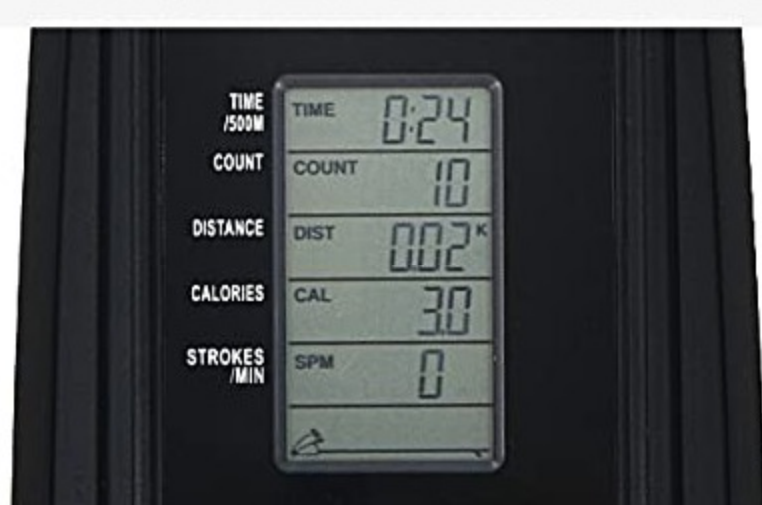 TIME
/500M
TIME 0:24
COUNT
COUNT 10
DISTANCE
DIST 0.02 K
CALORIES
CAL 3.0
STROKES
/MIN
SPM 0